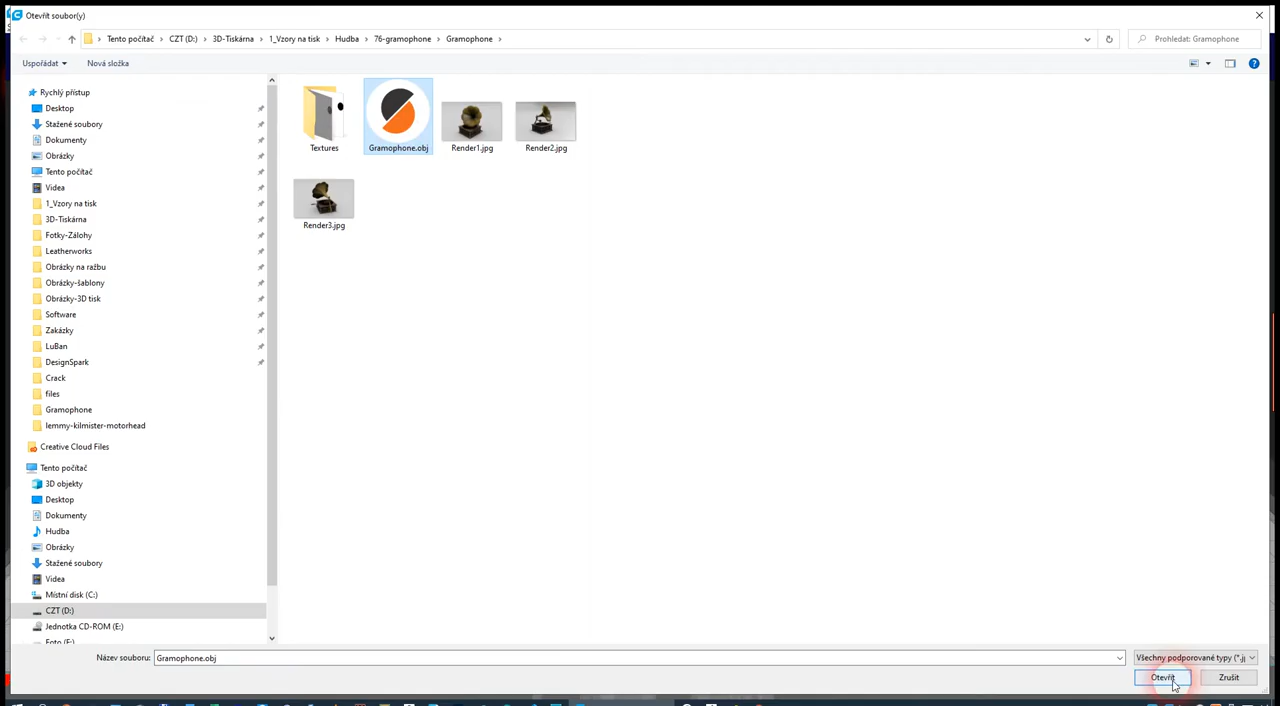 Otevřít soubor(y)
Tento počítač > CZT (D:) > 3D-Tiskárna > 1_Vzory na tisk > Hudba > 76-gramophone > Gramophone >
Prohledat: Gramophone
Uspořádat
Nová složka
Rychlý přístup
Desktop
Stažené soubory
Dokumenty
Obrázky
Tento počítač
Videa
1_Vzory na tisk
3D-Tiskárna
Fotky-Zálohy
Leatherworks
Obrázky na ražbu
Obrázky-šablony
Obrázky-3D tisk
Software
Zakázky
LuBan
DesignSpark
Crack
files
Gramophone
lemmy-kilmister-motorhead
Creative Cloud Files
Tento počítač
3D objekty
Desktop
Dokumenty
Hudba
Obrázky
Stažené soubory
Videa
Místní disk (C:)
CZT (D:)
Jednotka CD-ROM (E:)
Foto (F:)
Textures
Gramophone.obj
Render1.jpg
Render2.jpg
Render3.jpg
Název souboru:
Gramophone.obj
Všechny podporované typy (*.j
Otevřít
Zrušit